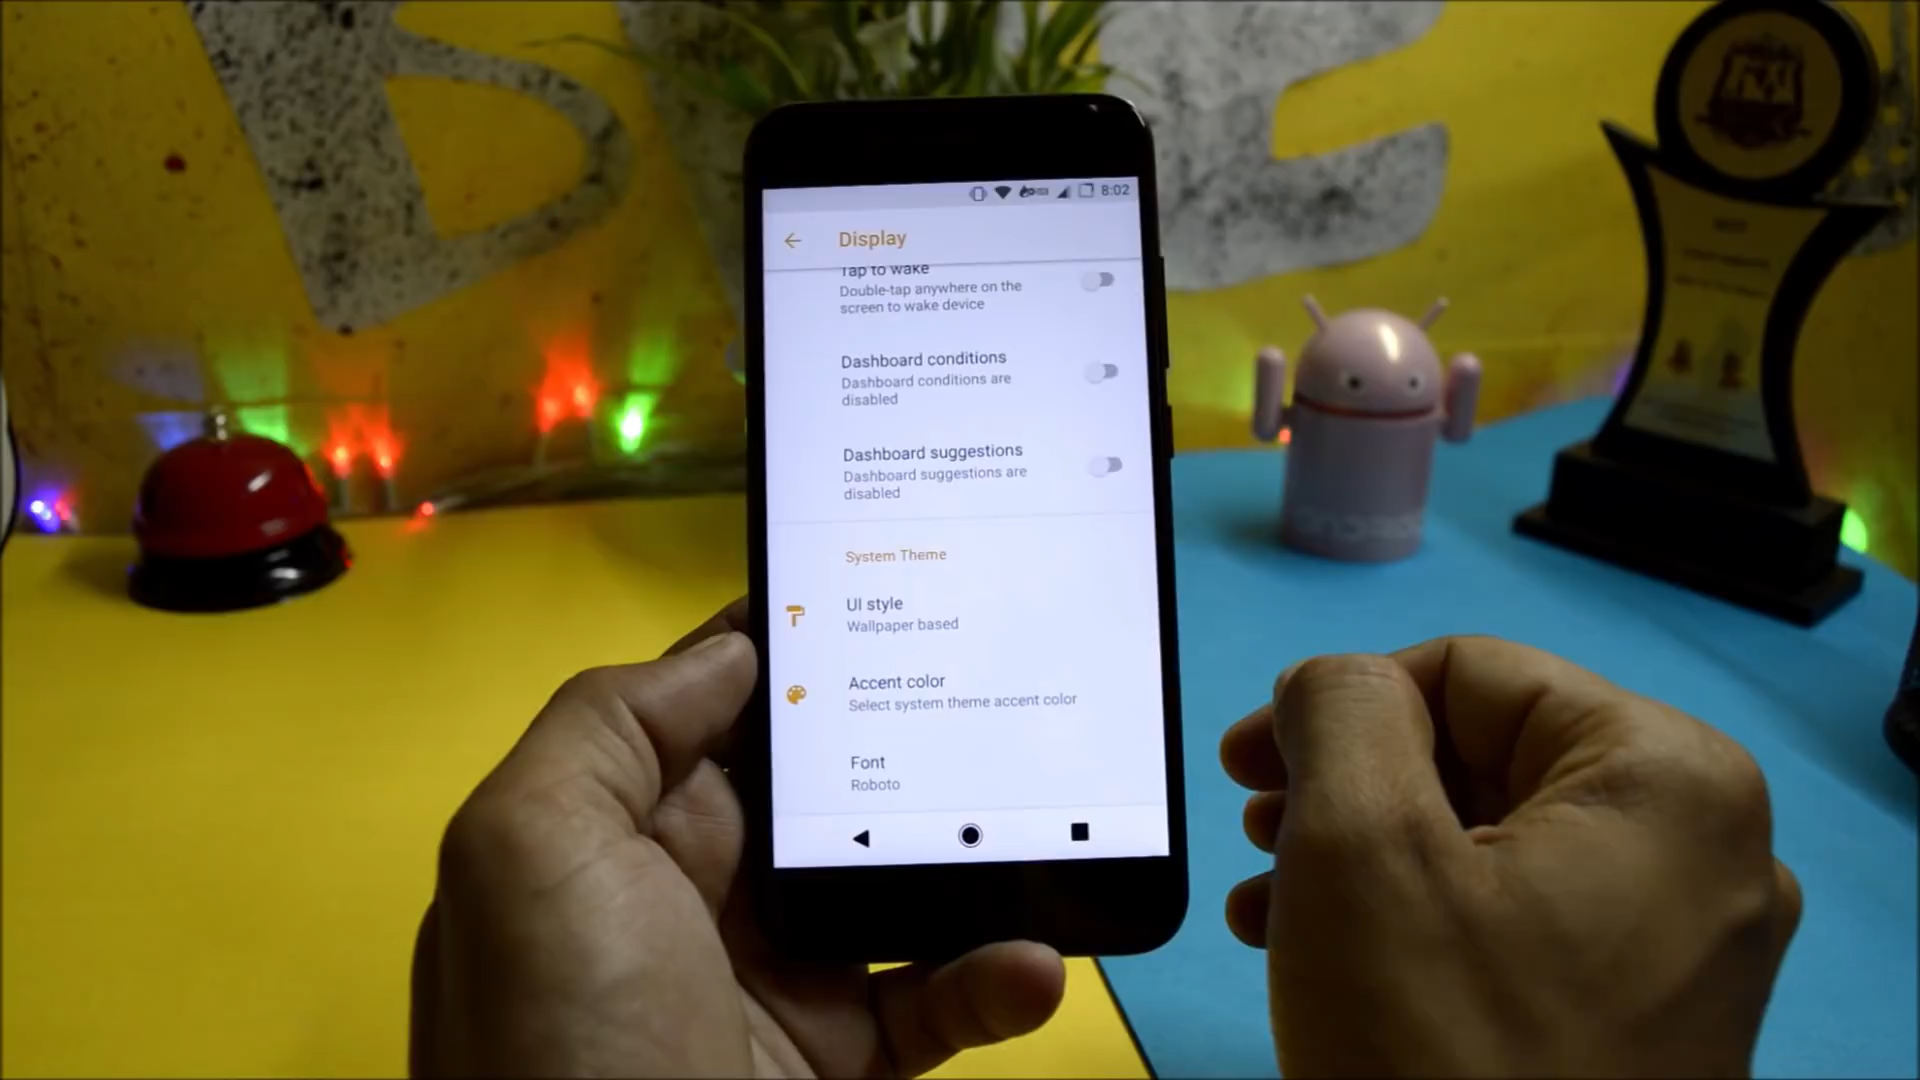 8:02
Display
Tap to wake
Double-tap anywhere on the
screen to wake device
Dashboard conditions
Dashboard conditions are
disabled
Dashboard suggestions
Dashboard suggestions are
disabled
System Theme
UI style
Wallpaper based
Accent color
Select system theme accent color
Font
Roboto